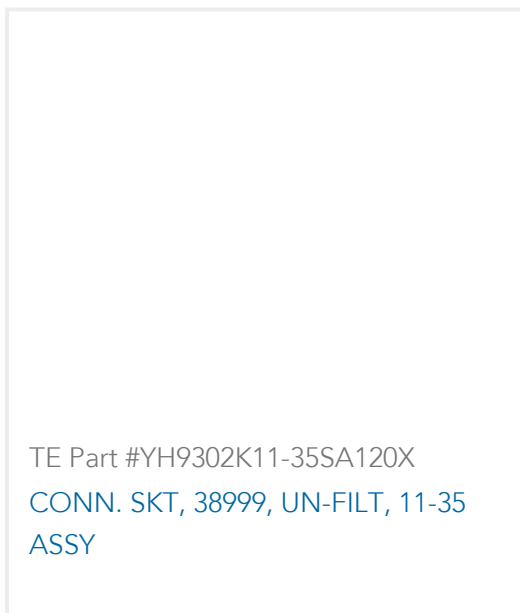 TE Part #YH9302K11-35SA120X
CONN. SKT, 38999, UN-FILT, 11-35
ASSY